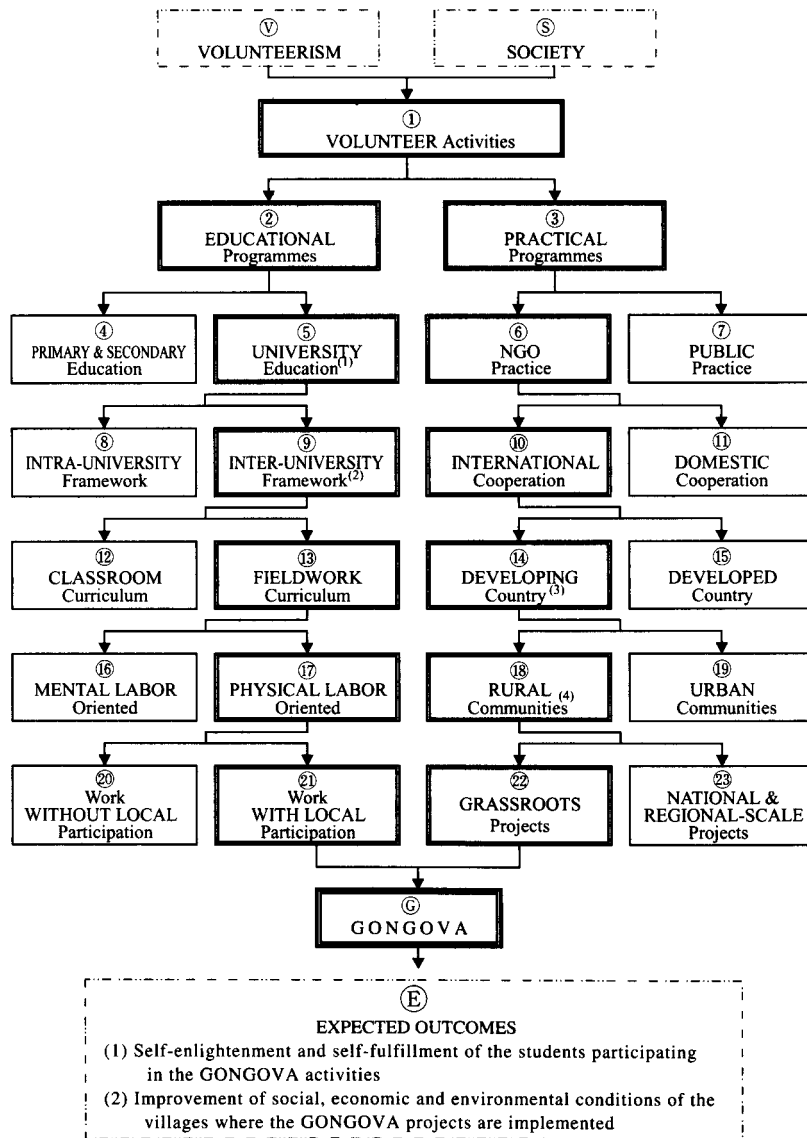 Ⓥ
VOLUNTEERISM
Ⓢ
SOCIETY
①
VOLUNTEER Activities
②
EDUCATIONAL
Programmes
③
PRACTICAL
Programmes
④
PRIMARY & SECONDARY
Education
⑤
UNIVERSITY
Education(1)
⑥
NGO
Practice
⑦
PUBLIC
Practice
⑧
INTRA-UNIVERSITY
Framework
⑨
INTER-UNIVERSITY
Framework(2)
⑩
INTERNATIONAL
Cooperation
⑪
DOMESTIC
Cooperation
⑫
CLASSROOM
Curriculum
⑬
FIELDWORK
Curriculum
⑭
DEVELOPING
Country(3)
⑮
DEVELOPED
Country
⑯
MENTAL LABOR
Oriented
⑰
PHYSICAL LABOR
Oriented
⑱
RURAL (4)
Communities
⑲
URBAN
Communities
⑳
Work
WITHOUT LOCAL
Participation
㉑
Work
WITH LOCAL
Participation
㉒
GRASSROOTS
Projects
㉓
NATIONAL &
REGIONAL-SCALE
Projects
Ⓖ
GONGOVA
Ⓔ
EXPECTED OUTCOMES
(1) Self-enlightenment and self-fulfillment of the students participating
in the GONGOVA activities
(2) Improvement of social, economic and environmental conditions of the
villages where the GONGOVA projects are implemented